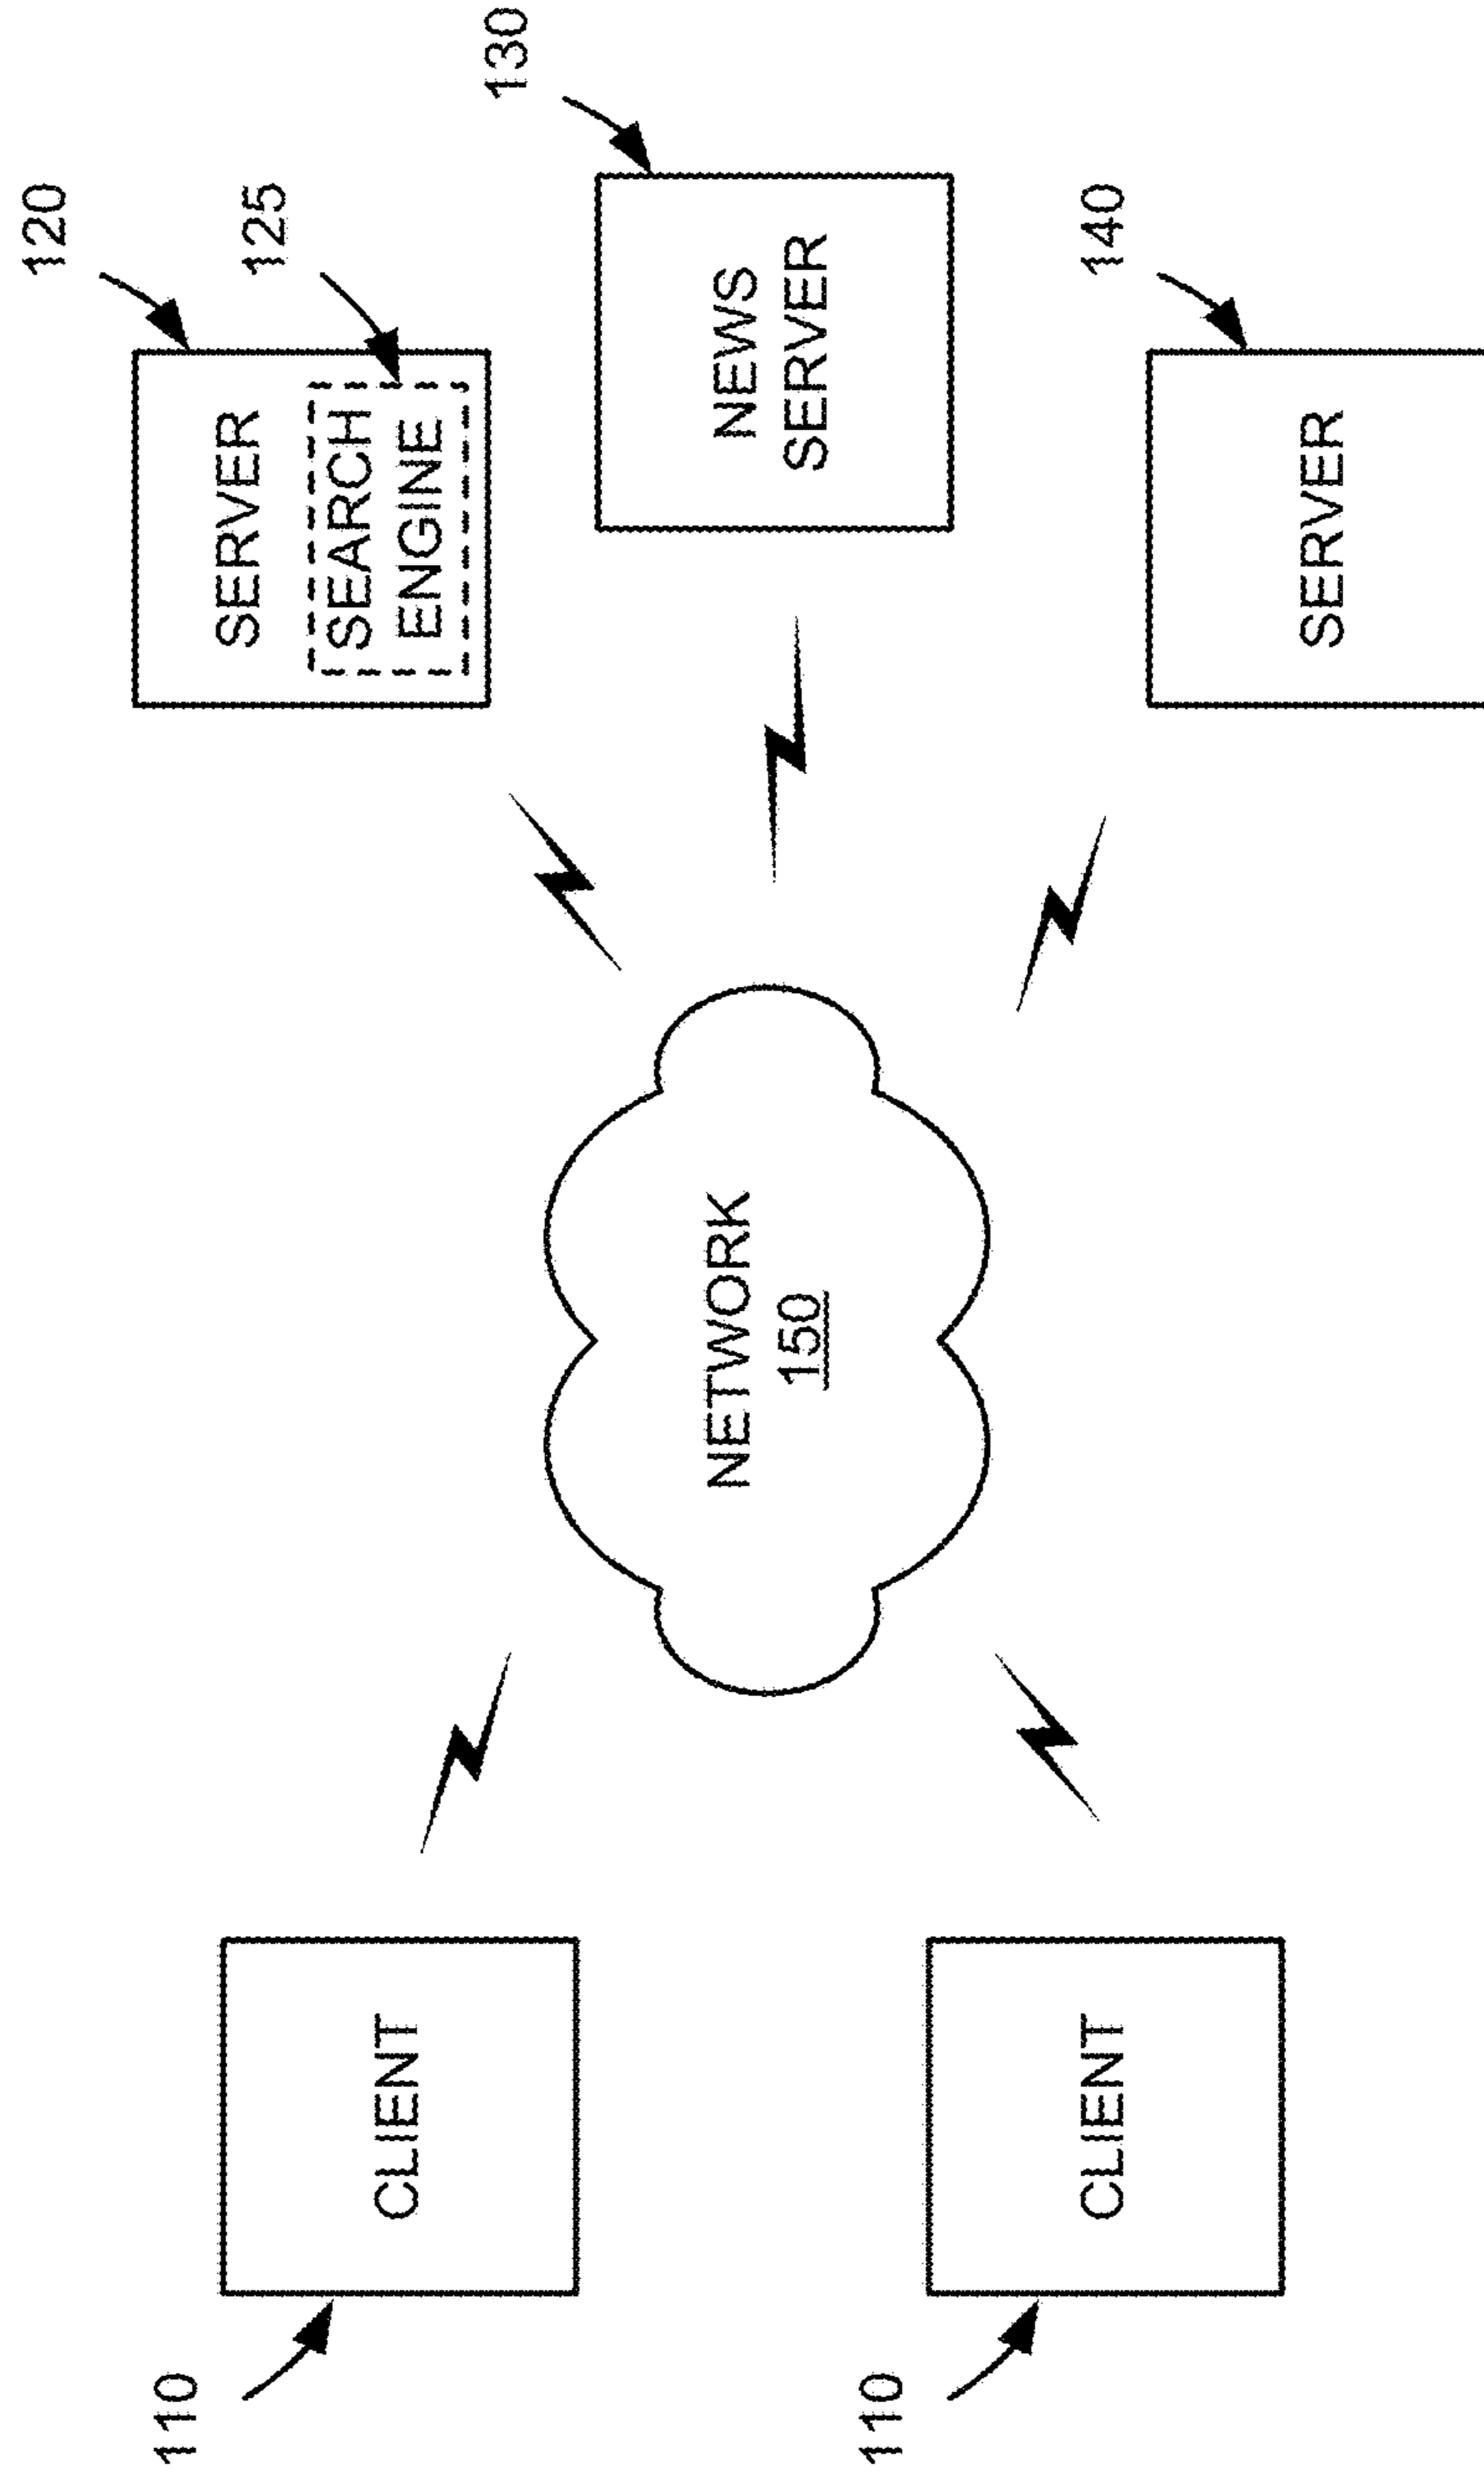 120
SERVER
125
SEARCH
ENGINE
130
NEWS
SERVER
110
CLIENT
NETWORK
150
110
CLIENT
140
SERVER